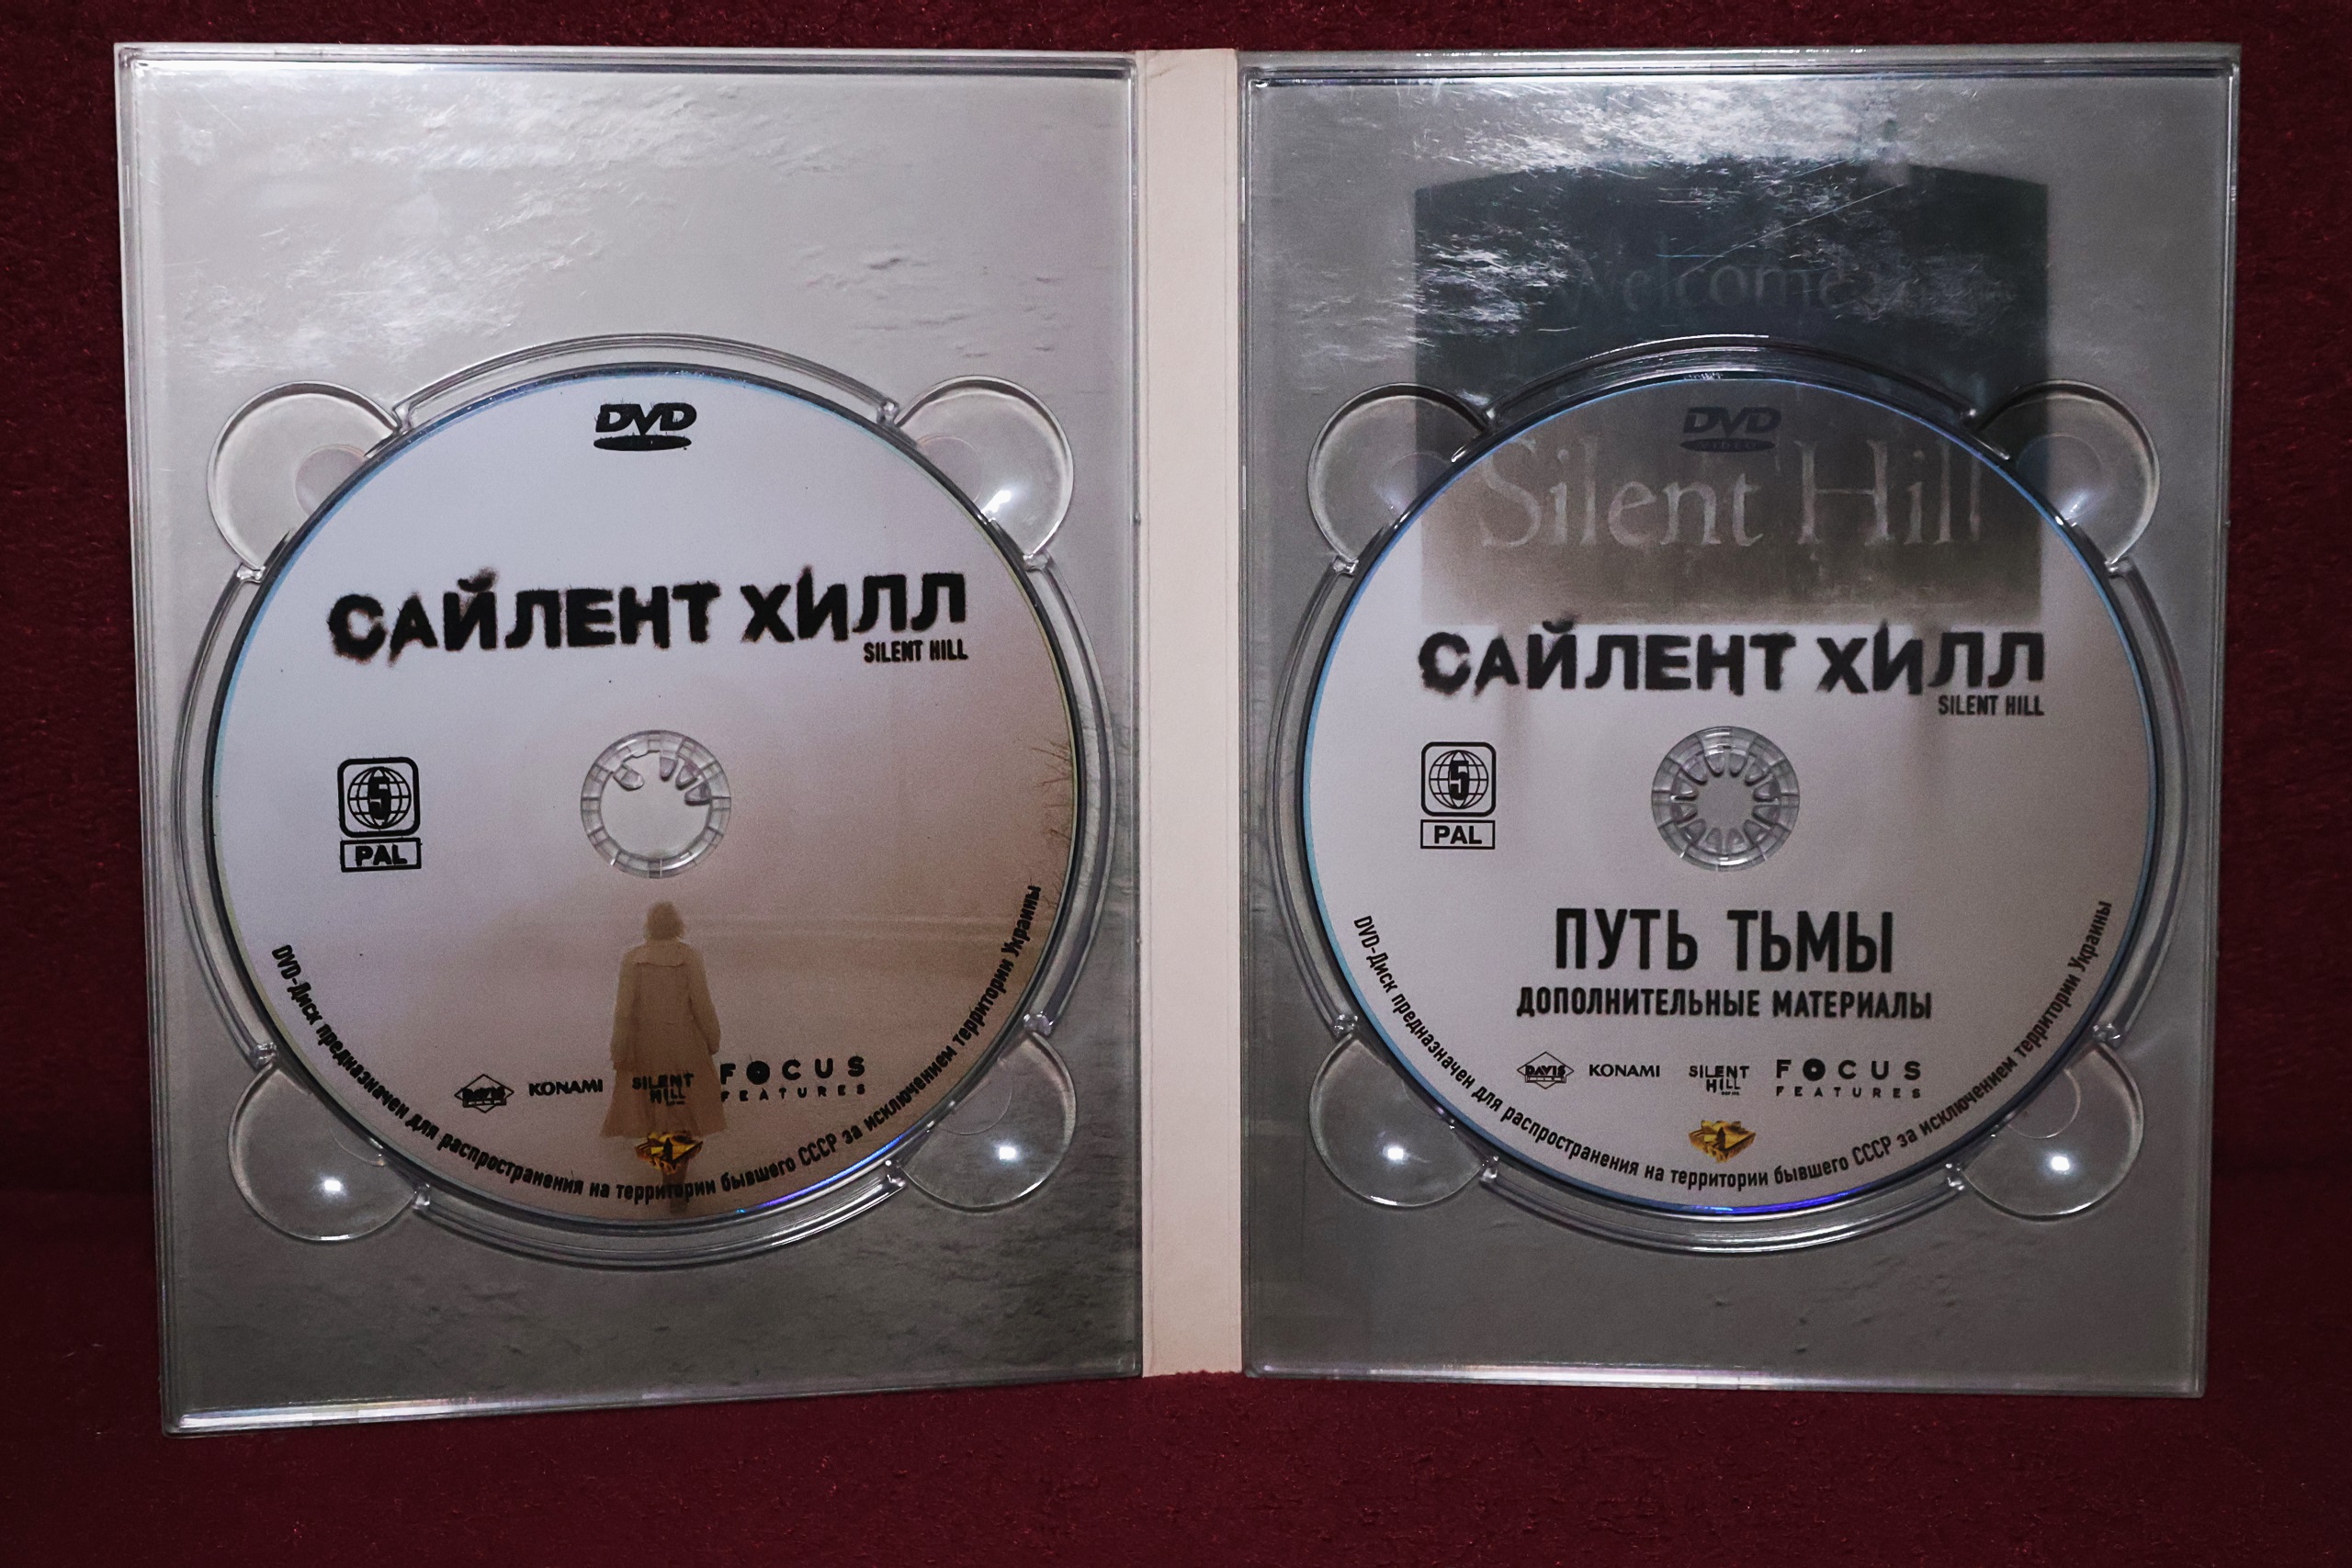 DVD
САЙЛЕНТ ХИЛЛ
SILENT HILL
5
PAL
DAVIS
KONAMI
SILENT HILL
FOCUS
FEATURES
DVD-Диск предназначен для распространения на территории бывшего СССР за исключением территории Украины
Welcome
DVD
VIDEO
Silent Hill
САЙЛЕНТ ХИЛЛ
SILENT HILL
5
PAL
ПУТЬ ТЬМЫ
ДОПОЛНИТЕЛЬНЫЕ МАТЕРИАЛЫ
DAVIS
KONAMI
SILENT
HILL
FOCUS
FEATURES
DVD-Диск предназначен для распространения на территории бывшего СССР за исключением территории Украины